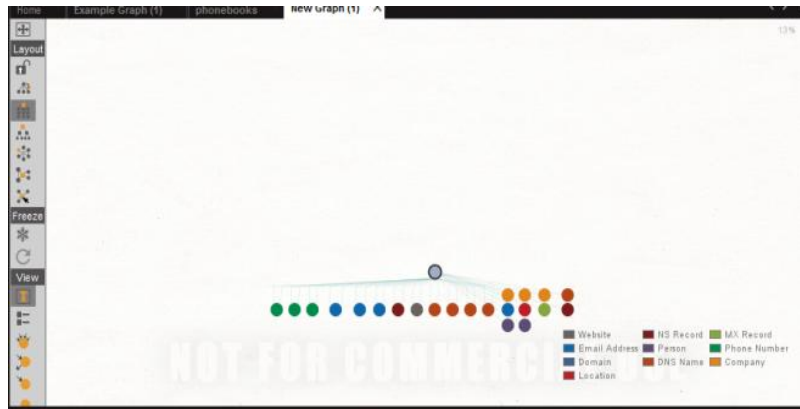 Home Example Graph (1) phonebooks New Graph (1)
13%
Layout
Freeze
View
Website NS Record MX Record
Email Address Person Phone Number
Domain DNS Name Company
Location
NOT FOR COMMERCIAL USE